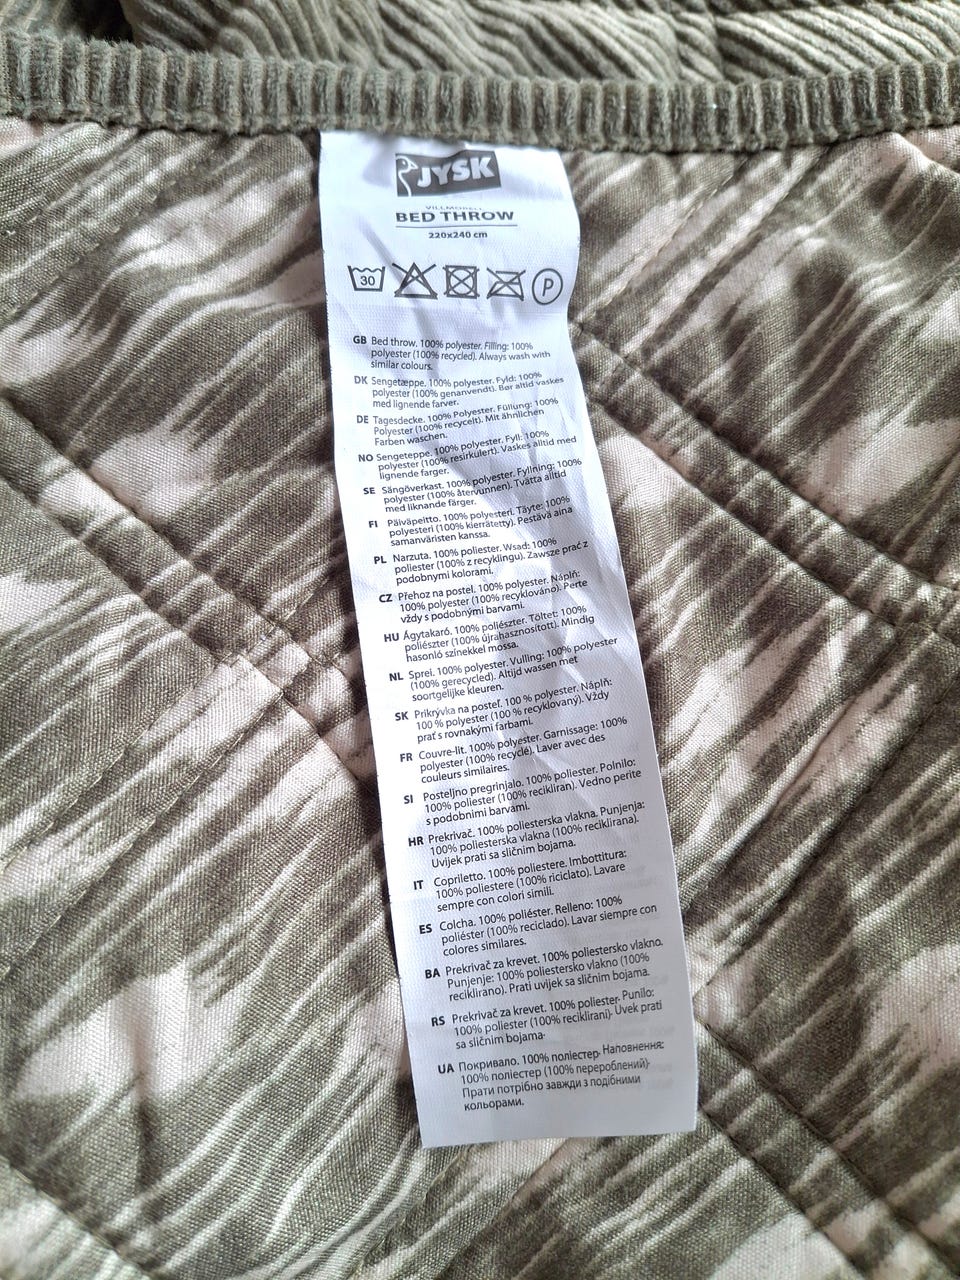 JYSK
BED THROW
220x240 cm
30 P
GB Bed throw. 100% polyester. Filling: 100%
polyester (100% recycled). Always wash with
similar colours.
DK Sengetæppe. 100% polyester. Fyld: 100%
polyester (100% genanvendt). Bør altid vaskes
med lignende farver.
DE Tagesdecke. 100% Polyester. Füllung: 100%
Polyester (100% recycelt). Mit ähnlichen
Farben waschen.
NO Sengeteppe. 100% polyester. Fyll: 100%
polyester (100% resirkulert). Vaskes alltid med
lignende farger.
SE Sängöverkast. 100% polyester. Fyllning: 100%
polyester (100% återvunnen). Tvätta alltid
med liknande färger.
FI Päiväpeitto. 100% polyesteri. Täyte: 100%
polyesteri (100% kierrätetty). Pestävä aina
samanväristen kanssa.
PL Narzuta. 100% poliester. Wsad: 100%
poliester (100% z recyklingu). Zawsze prać z
podobnymi kolorami.
CZ Přehoz na postel. 100% polyester. Náplň:
100% polyester (100% recyklováno). Perte
vždy s podobnými barvami.
HU Ágytakaró. 100% poliészter. Töltet: 100%
poliészter (100% újrahasznosított). Mindig
hasonló színekkel mossa.
NL Sprei. 100% polyester. Vulling: 100% polyester
(100% gerecycled). Altijd wassen met
soortgelijke kleuren.
SK Prikrývka na posteľ. 100 % polyester. Náplň:
100 % polyester (100 % recyklovaný). Vždy
prať s rovnakými farbami.
FR Couvre-lit. 100% polyester. Garnissage: 100%
polyester (100% recyclé). Laver avec des
couleurs similaires.
SI Posteljno pregrinjalo. 100% poliester. Polnilo:
100% poliester (100% recikliran). Vedno perite
s podobnimi barvami.
HR Prekrivač. 100% poliesterska vlakna. Punjenja:
100% poliesterska vlakna (100% reciklirana).
Uvijek prati sa sličnim bojama.
IT Copriletto. 100% poliestere. Imbottitura:
100% poliestere (100% riciclato). Lavare
sempre con colori simili.
ES Colcha. 100% poliéster. Relleno: 100%
poliéster (100% reciclado). Lavar siempre con
colores similares.
BA Prekrivač za krevet. 100% poliestersko vlakno.
Punjenje: 100% poliestersko vlakno (100%
reciklirano). Prati uvijek sa sličnim bojama.
RS Prekrivač za krevet. 100% poliester. Punilo:
100% poliester (100% reciklirani). Uvek prati
sa sličnim bojama.
UA Покривало. 100% поліестер. Наповнення:
100% поліестер (100% перероблений).
Прати потрібно завжди з подібними
кольорами.